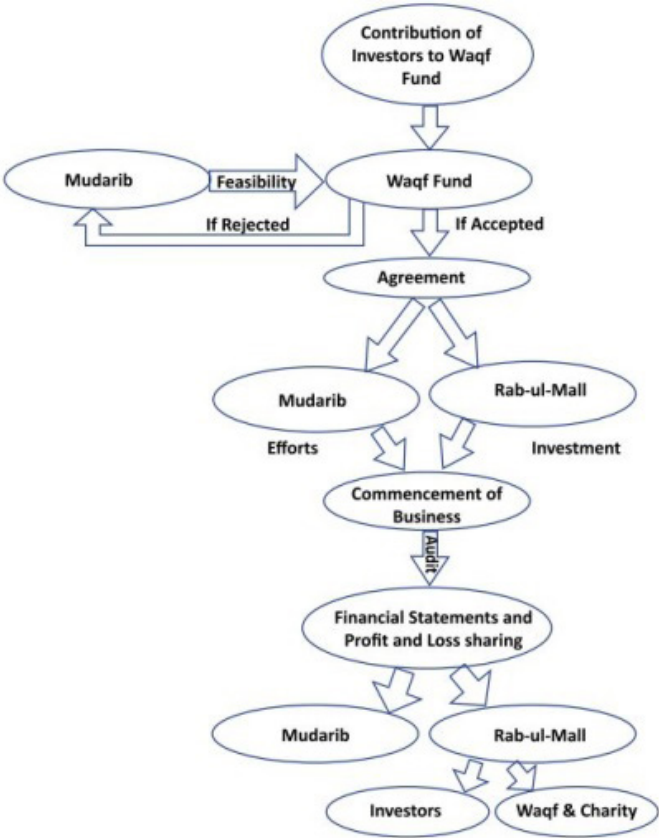 Contribution of
Investors to Waqf
Fund
Mudarib
Feasibility
Waqf Fund
If Rejected
If Accepted
Agreement
Mudarib
Rab-ul-Mall
Efforts
Investment
Commencement of
Business
Audit
Financial Statements and
Profit and Loss sharing
Mudarib
Rab-ul-Mall
Investors
Waqf & Charity